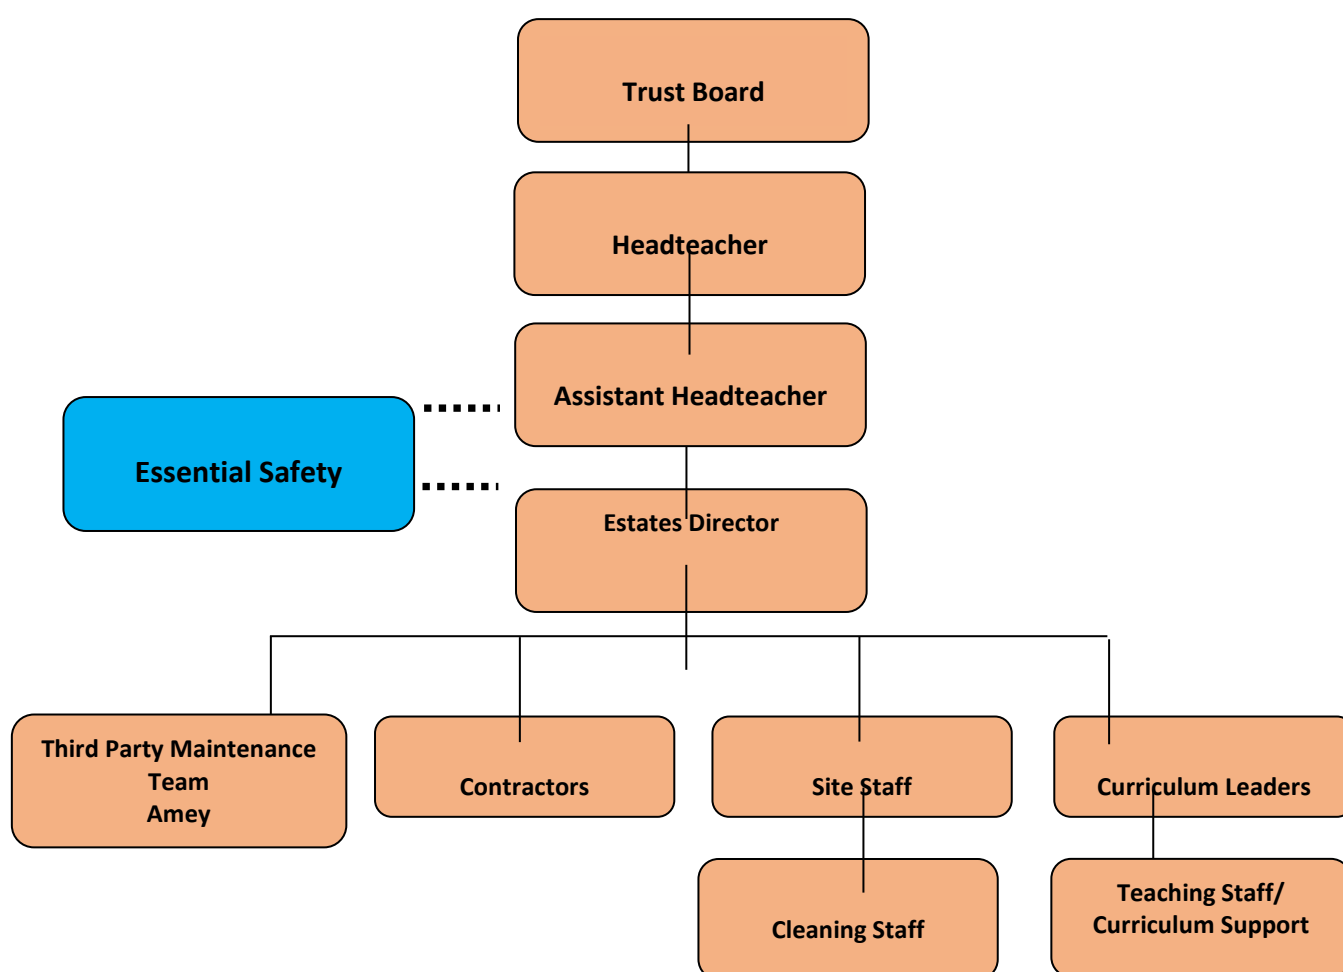 Trust Board
Headteacher
Assistant Headteacher
Essential Safety
Estates Director
Third Party Maintenance
Team
Amey
Contractors
Site Staff
Curriculum Leaders
Cleaning Staff
Teaching Staff/
Curriculum Support